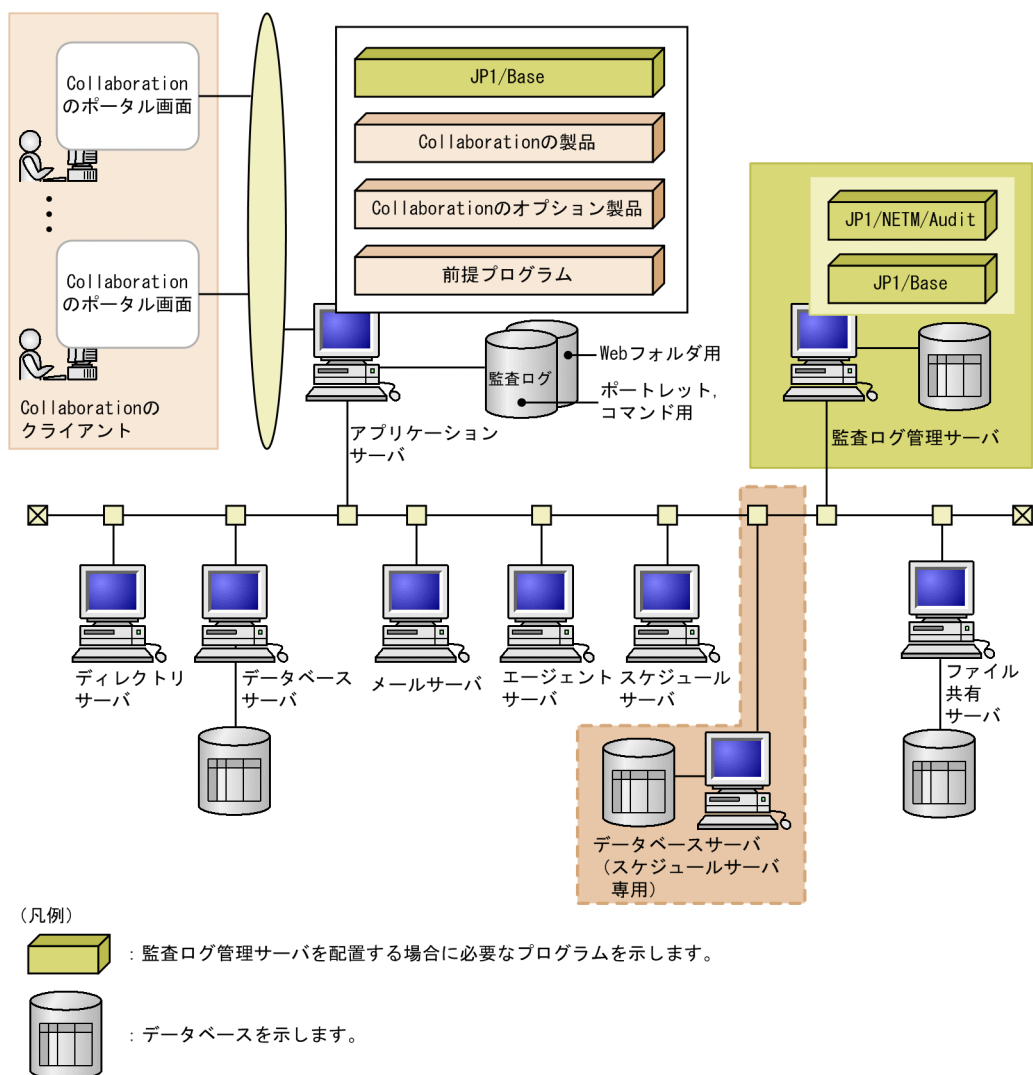 Collaboration
のポータル画面
Collaboration
のポータル画面
Collaborationの
クライアント
JP1/Base
Collaborationの製品
Collaborationのオプション製品
前提プログラム
監査ログ
Webフォルダ用
ポートレット,
コマンド用
アプリケーション
サーバ
JP1/NETM/Audit
JP1/Base
監査ログ管理サーバ
ディレクトリ
サーバ
データベース
サーバ
メールサーバ
エージェント
サーバ
スケジュール
サーバ
ファイル
共有
サーバ
データベースサーバ
（スケジュールサーバ
専用）
（凡例）
：監査ログ管理サーバを配置する場合に必要なプログラムを示します。
：データベースを示します。